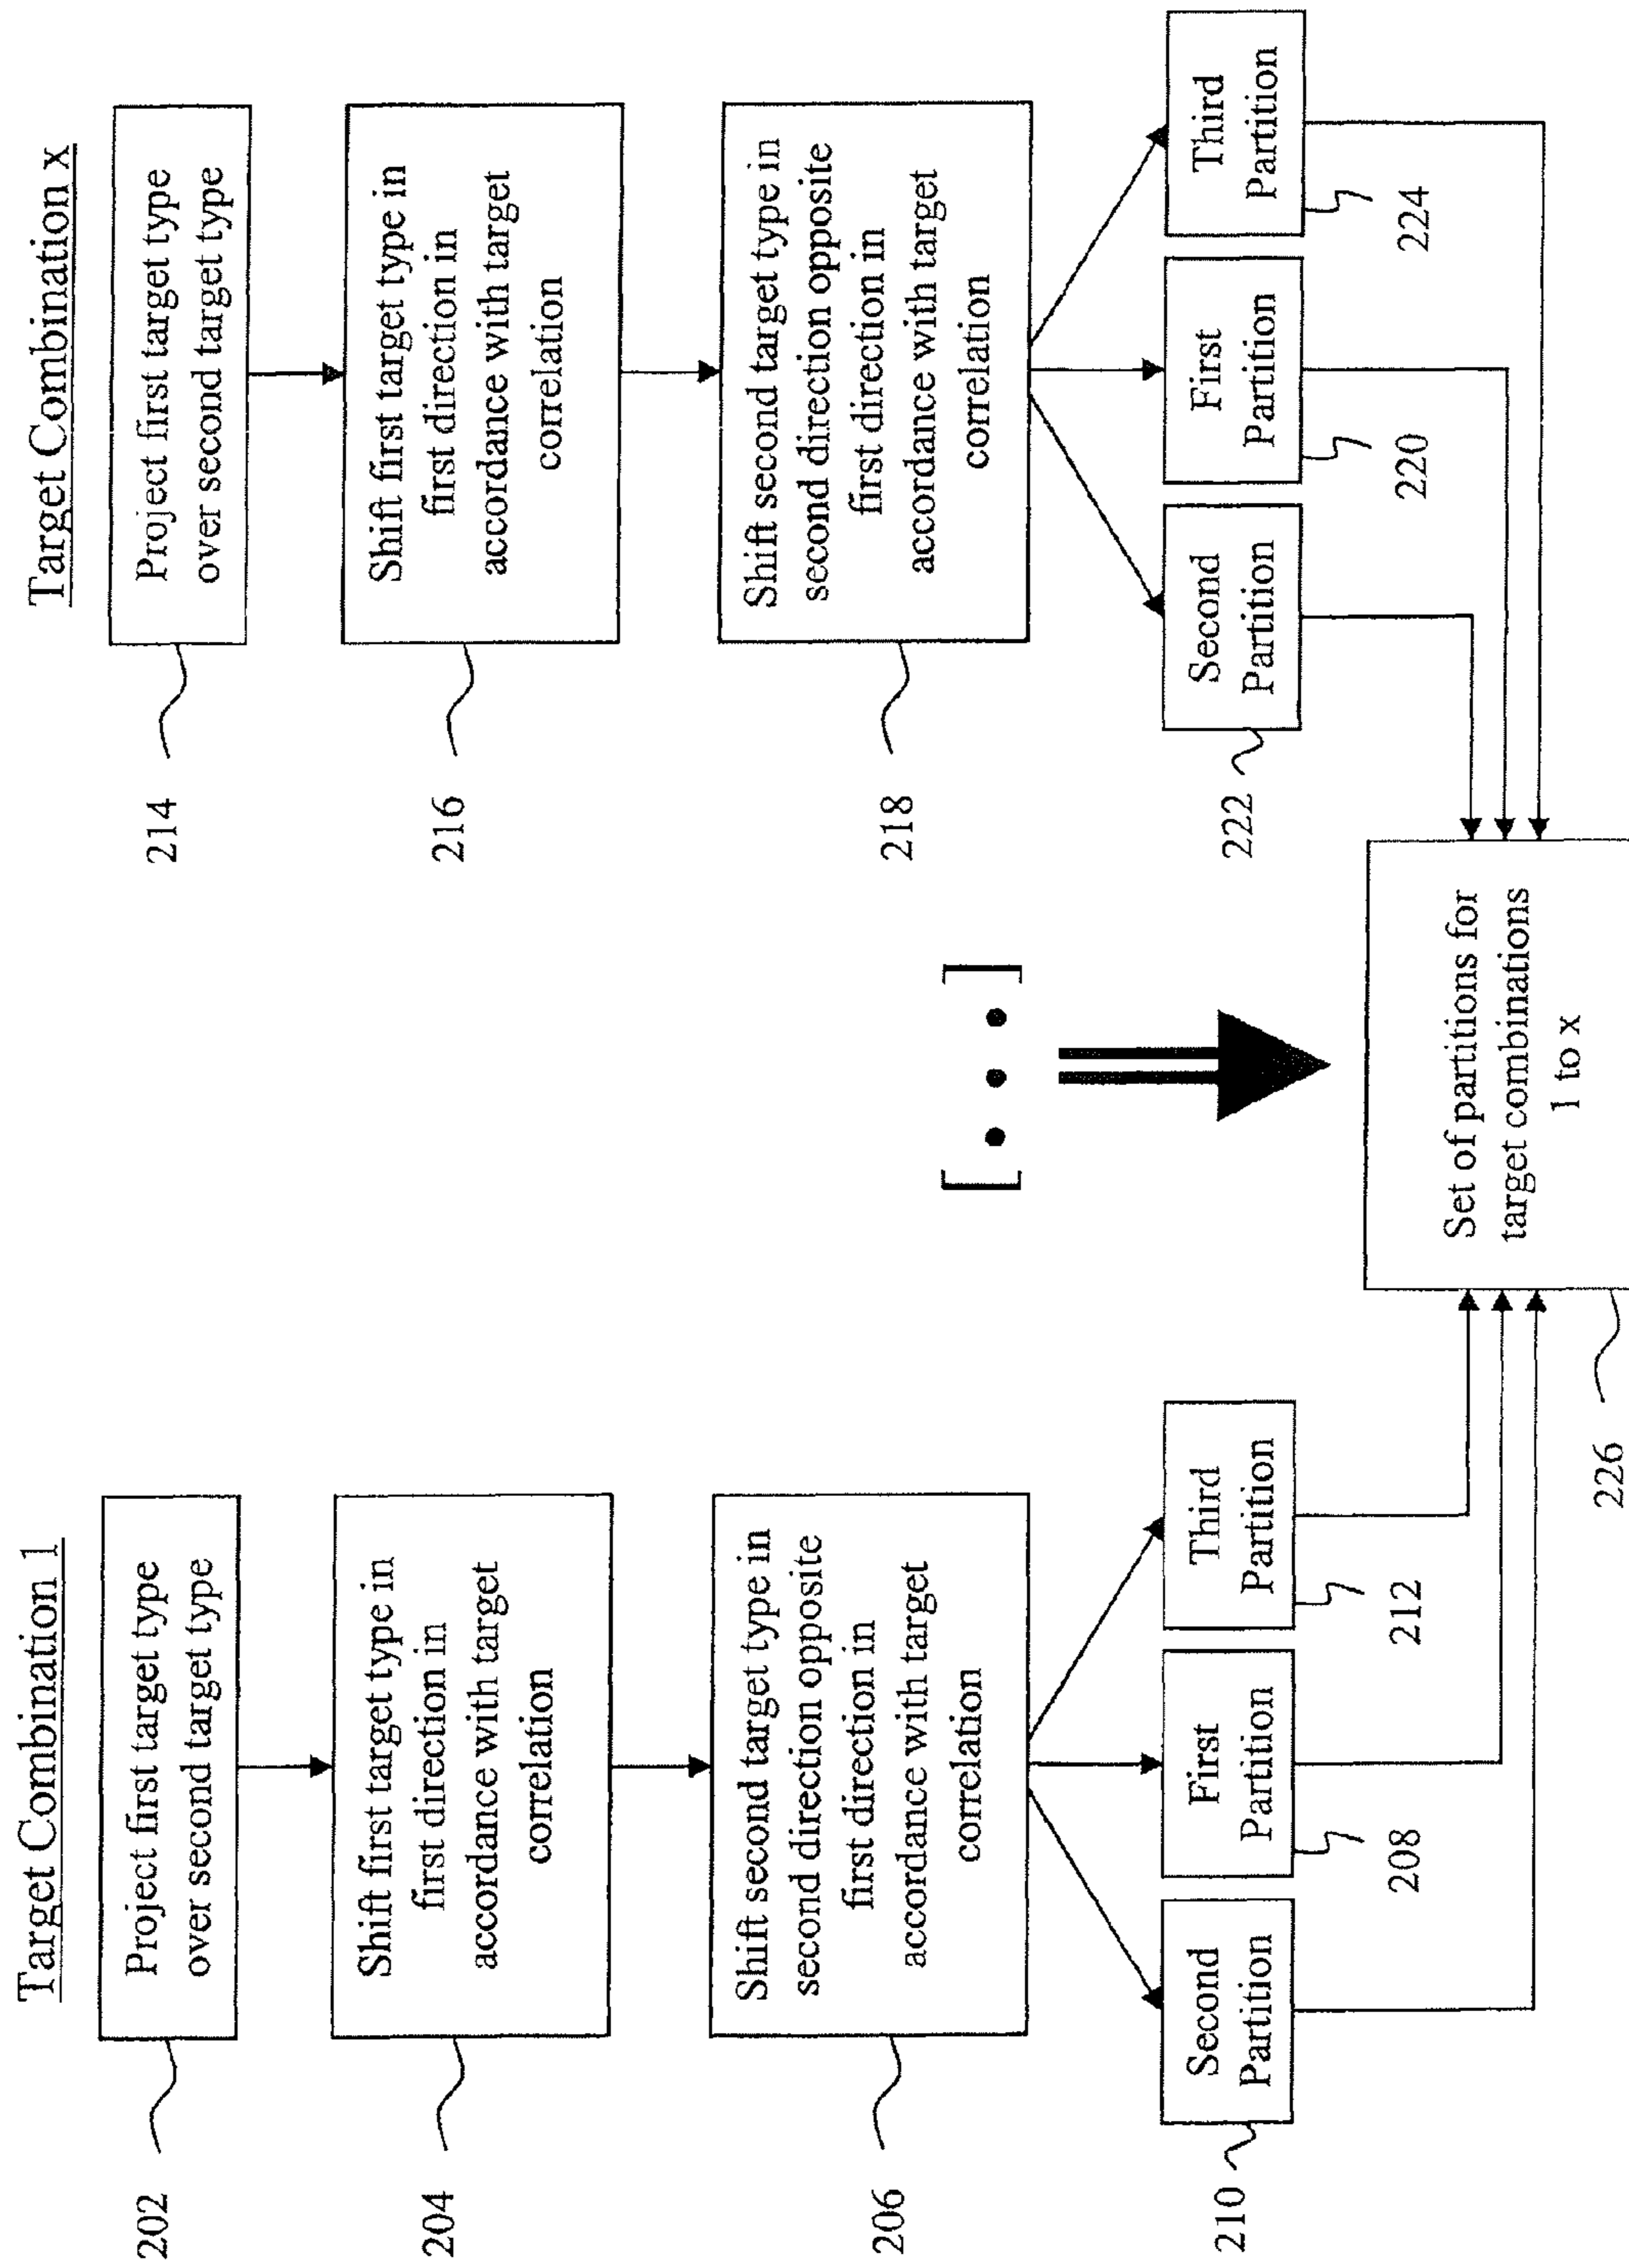 Target Combination 1
Project first target type
over second target type
202
Shift first target type in
first direction in
accordance with target
correlation
204
Shift second target type in
second direction opposite
first direction in
accordance with target
correlation
206
Second
Partition
210
First
Partition
208
Third
Partition
212
[ • • • ]
Target Combination x
Project first target type
over second target type
214
Shift first target type in
first direction in
accordance with target
correlation
216
Shift second target type in
second direction opposite
first direction in
accordance with target
correlation
218
Second
Partition
222
First
Partition
220
Third
Partition
224
Set of partitions for
target combinations
1 to x
226